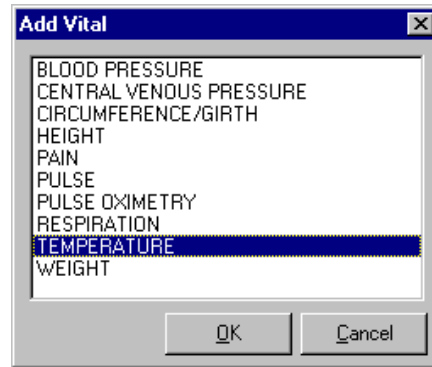 Add Vital
BLOOD PRESSURE
CENTRAL VENOUS PRESSURE
CIRCUMFERENCE/GIRTH
HEIGHT
PAIN
PULSE
PULSE OXIMETRY
RESPIRATION
TEMPERATURE
WEIGHT
OK Cancel